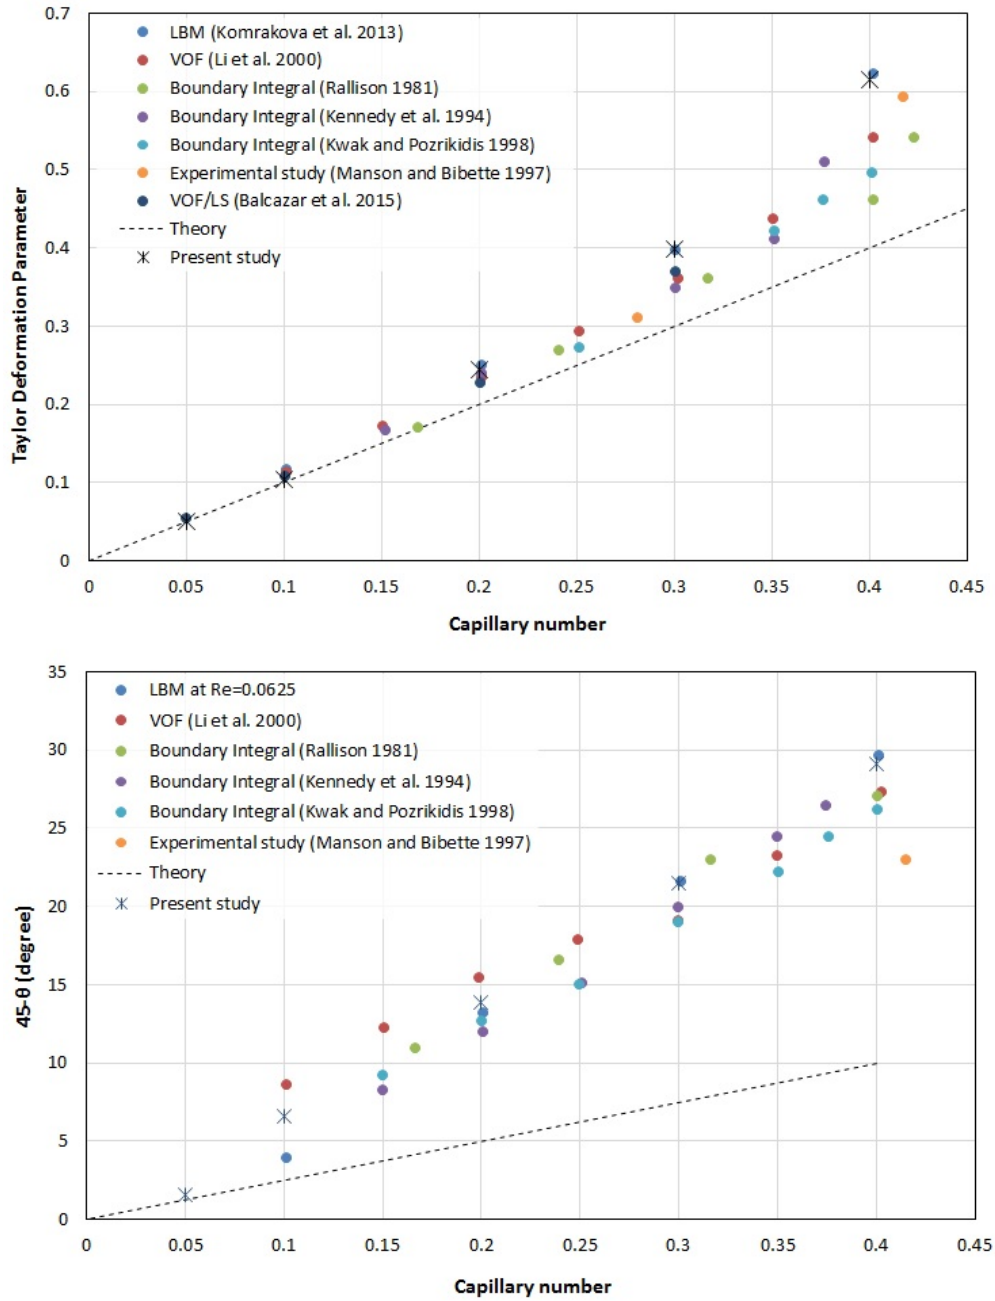 0.7
0.6
0.5
0.4
0.3
0.2
0.1
0
Taylor Deformation Parameter
LBM (Komrakova et al. 2013)
VOF (Li et al. 2000)
Boundary Integral (Rallison 1981)
Boundary Integral (Kennedy et al. 1994)
Boundary Integral (Kwak and Pozrikidis 1998)
Experimental study (Manson and Bibette 1997)
VOF/LS (Balcazar et al. 2015)
Theory
Present study
0 0.05 0.1 0.15 0.2 0.25 0.3 0.35 0.4 0.45
Capillary number
35
30
25
20
15
10
5
0
45-θ (degree)
LBM at Re=0.0625
VOF (Li et al. 2000)
Boundary Integral (Rallison 1981)
Boundary Integral (Kennedy et al. 1994)
Boundary Integral (Kwak and Pozrikidis 1998)
Experimental study (Manson and Bibette 1997)
Theory
Present study
0 0.05 0.1 0.15 0.2 0.25 0.3 0.35 0.4 0.45
Capillary number